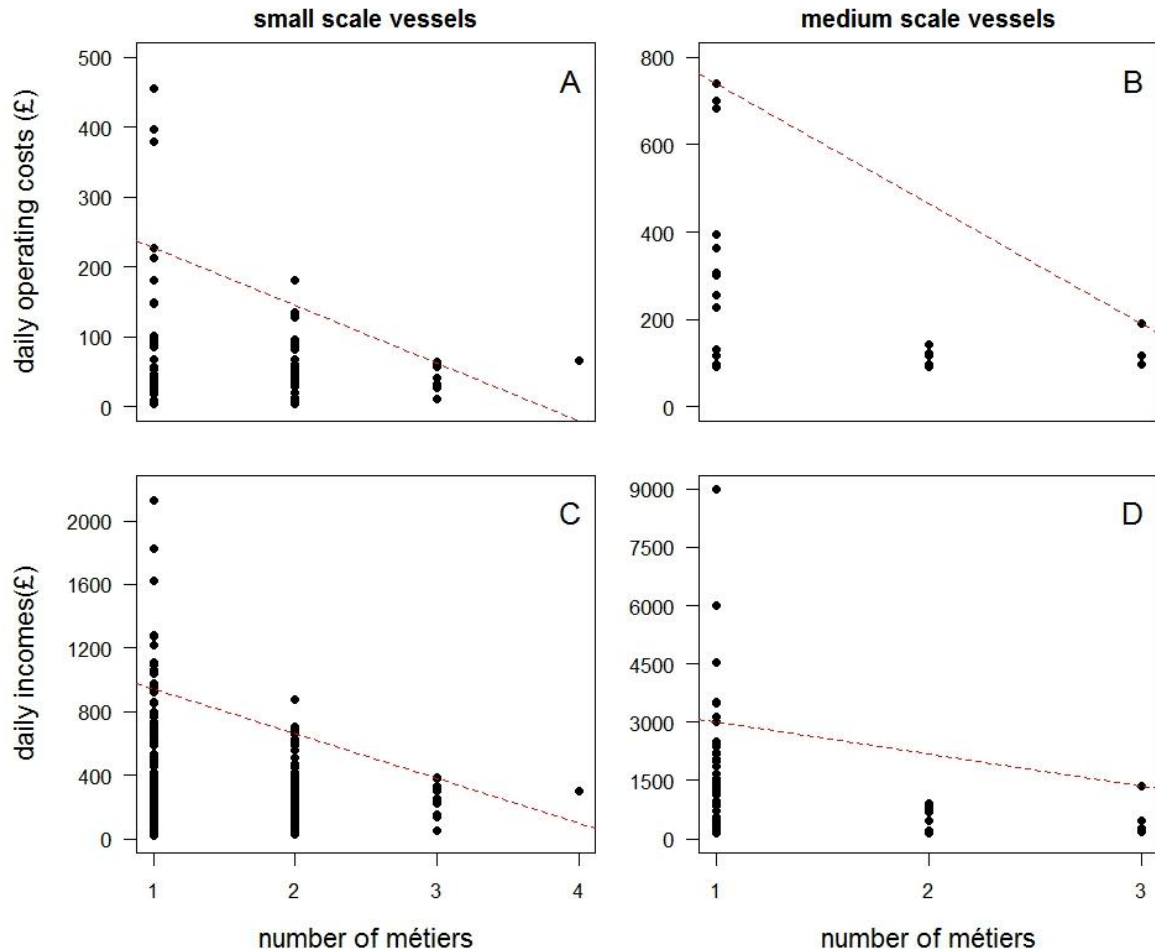 small scale vessels
medium scale vessels
daily operating costs (£)
500
400
300
200
100
0
A
800
600
400
200
0
B
daily incomes(£)
2000
1600
1200
800
400
0
C
1 2 3 4
number of métiers
9000
7500
6000
4500
3000
1500
0
D
1 2 3
number of métiers